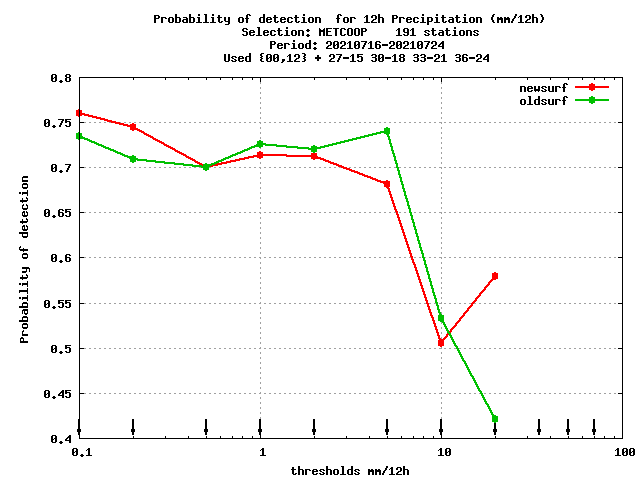 Probability of detection  for 12h Precipitation (mm/12h)
Selection: METCOOP    191 stations
Period: 20210716-20210724
Used {00,12} + 27-15 30-18 33-21 36-24
newsurf
oldsurf
0.8
0.75
0.7
0.65
0.6
0.55
0.5
0.45
0.4
Probability of detection
0.1 1 10 100
thresholds mm/12h